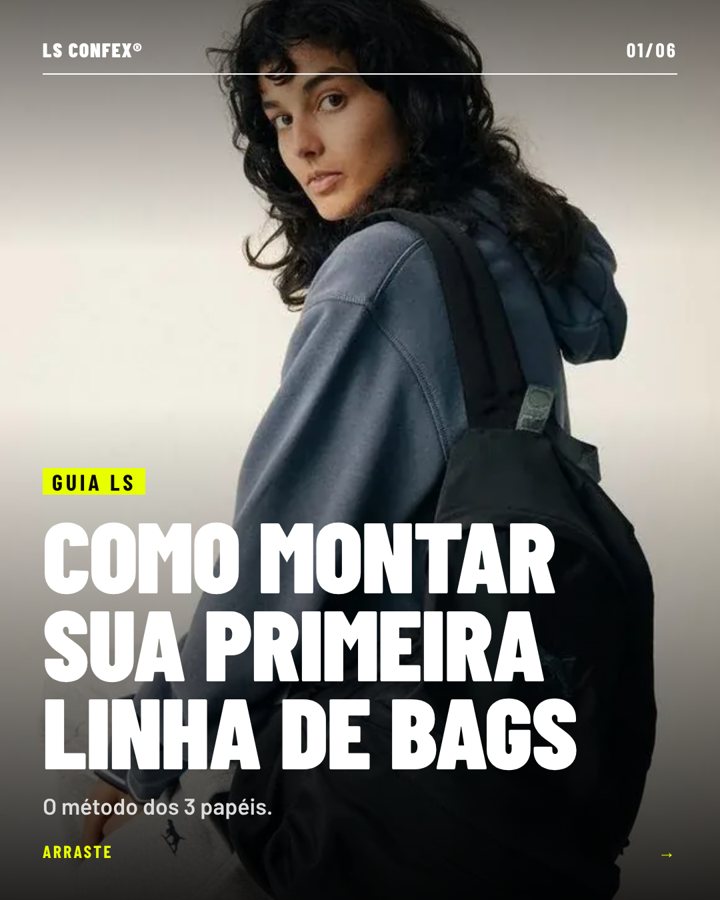 LS CONFEX®
01/06
GUIA LS
COMO MONTAR
SUA PRIMEIRA
LINHA DE BAGS
O método dos 3 papéis.
ARRASTE →